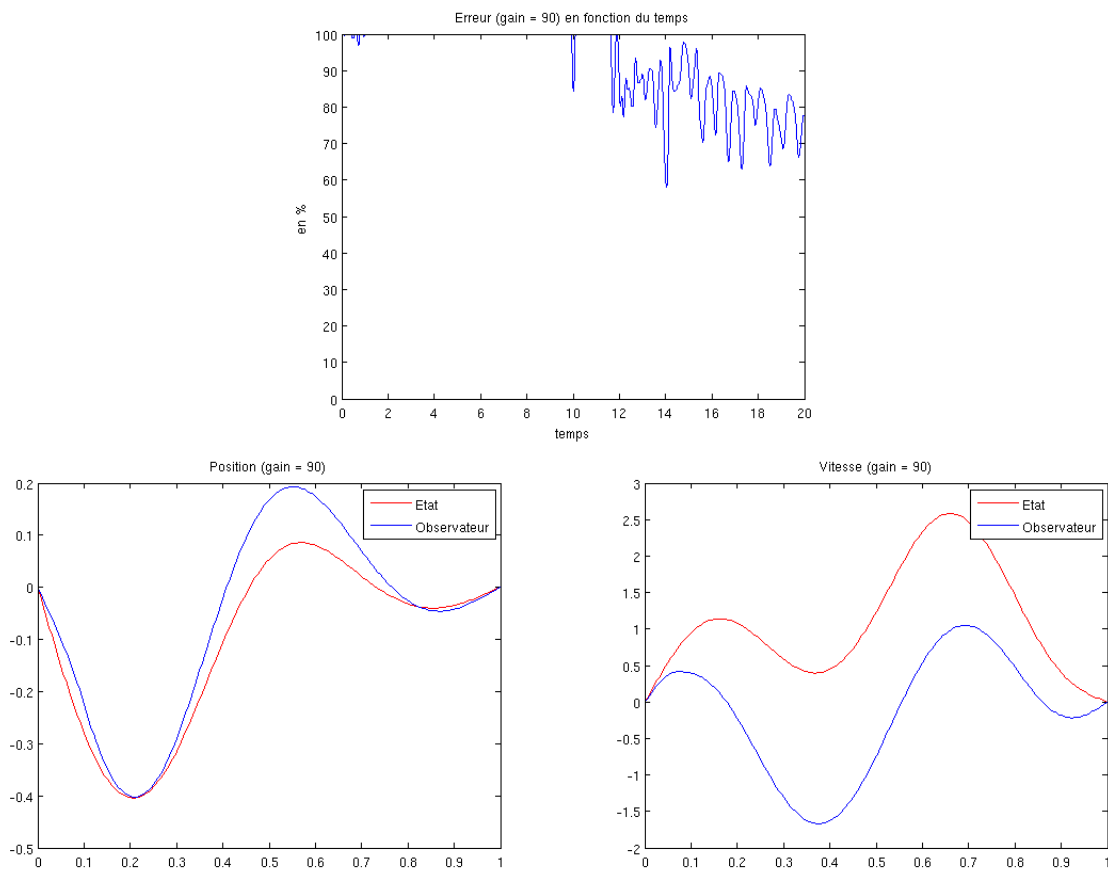 Erreur (gain = 90) en fonction du temps
100
90
80
70
60
50
40
30
20
10
0
en %
0 2 4 6 8 10 12 14 16 18 20
temps
Position (gain = 90)
0.2
0.1
0
-0.1
-0.2
-0.3
-0.4
-0.5
Etat
Observateur
0 0.1 0.2 0.3 0.4 0.5 0.6 0.7 0.8 0.9 1
Vitesse (gain = 90)
3
2.5
2
1.5
1
0.5
0
-0.5
-1
-1.5
-2
Etat
Observateur
0 0.1 0.2 0.3 0.4 0.5 0.6 0.7 0.8 0.9 1